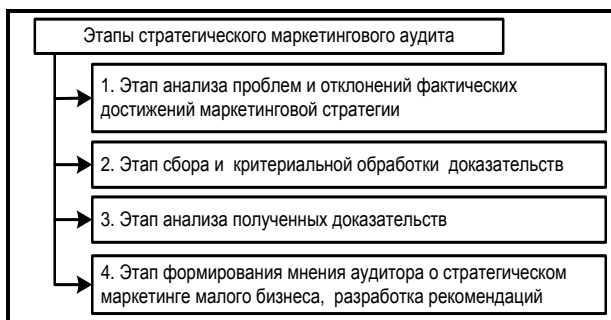 Этапы стратегического маркетингового аудита
1. Этап анализа проблем и отклонений фактических
достижений маркетинговой стратегии
2. Этап сбора и критериальной обработки доказательств
3. Этап анализа полученных доказательств
4. Этап формирования мнения аудитора о стратегическом
маркетинге малого бизнеса, разработка рекомендаций